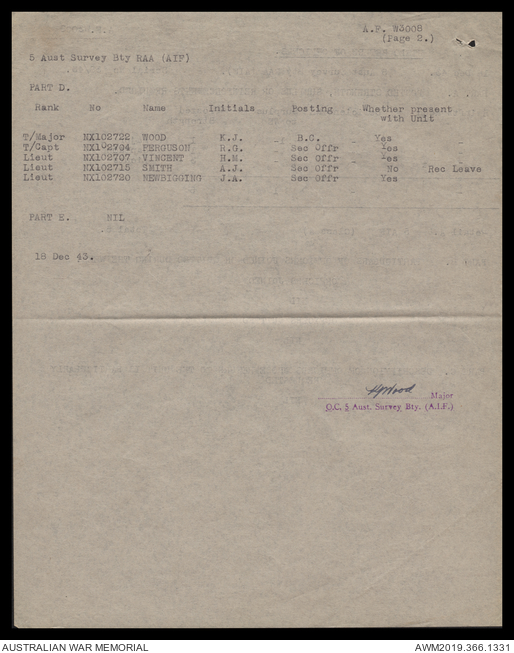 A.F. W3008
(Page 2.)
5 Aust Survey Bty RAA (AIF)
PART D.
Rank No Name Initials Posting Whether present with Unit
T/Major NX102722 WOOD K.J. B.C. Yes
T/Capt NX102704 FERGUSON R.G. Sec Offr Yes
Lieut NX102707 VINCENT H.M. Sec Offr Yes
Lieut NX102715 SMITH A.J. Sec Offr No Rec Leave
Lieut NX102720 NEWBIGGING J.A. Sec Offr Yes
PART E. NIL
18 Dec 43.
KJWood Major
O.C. 5 Aust. Survey Bty. (A.I.F.)
AUSTRALIAN WAR MEMORIAL AWM2019.366.1331